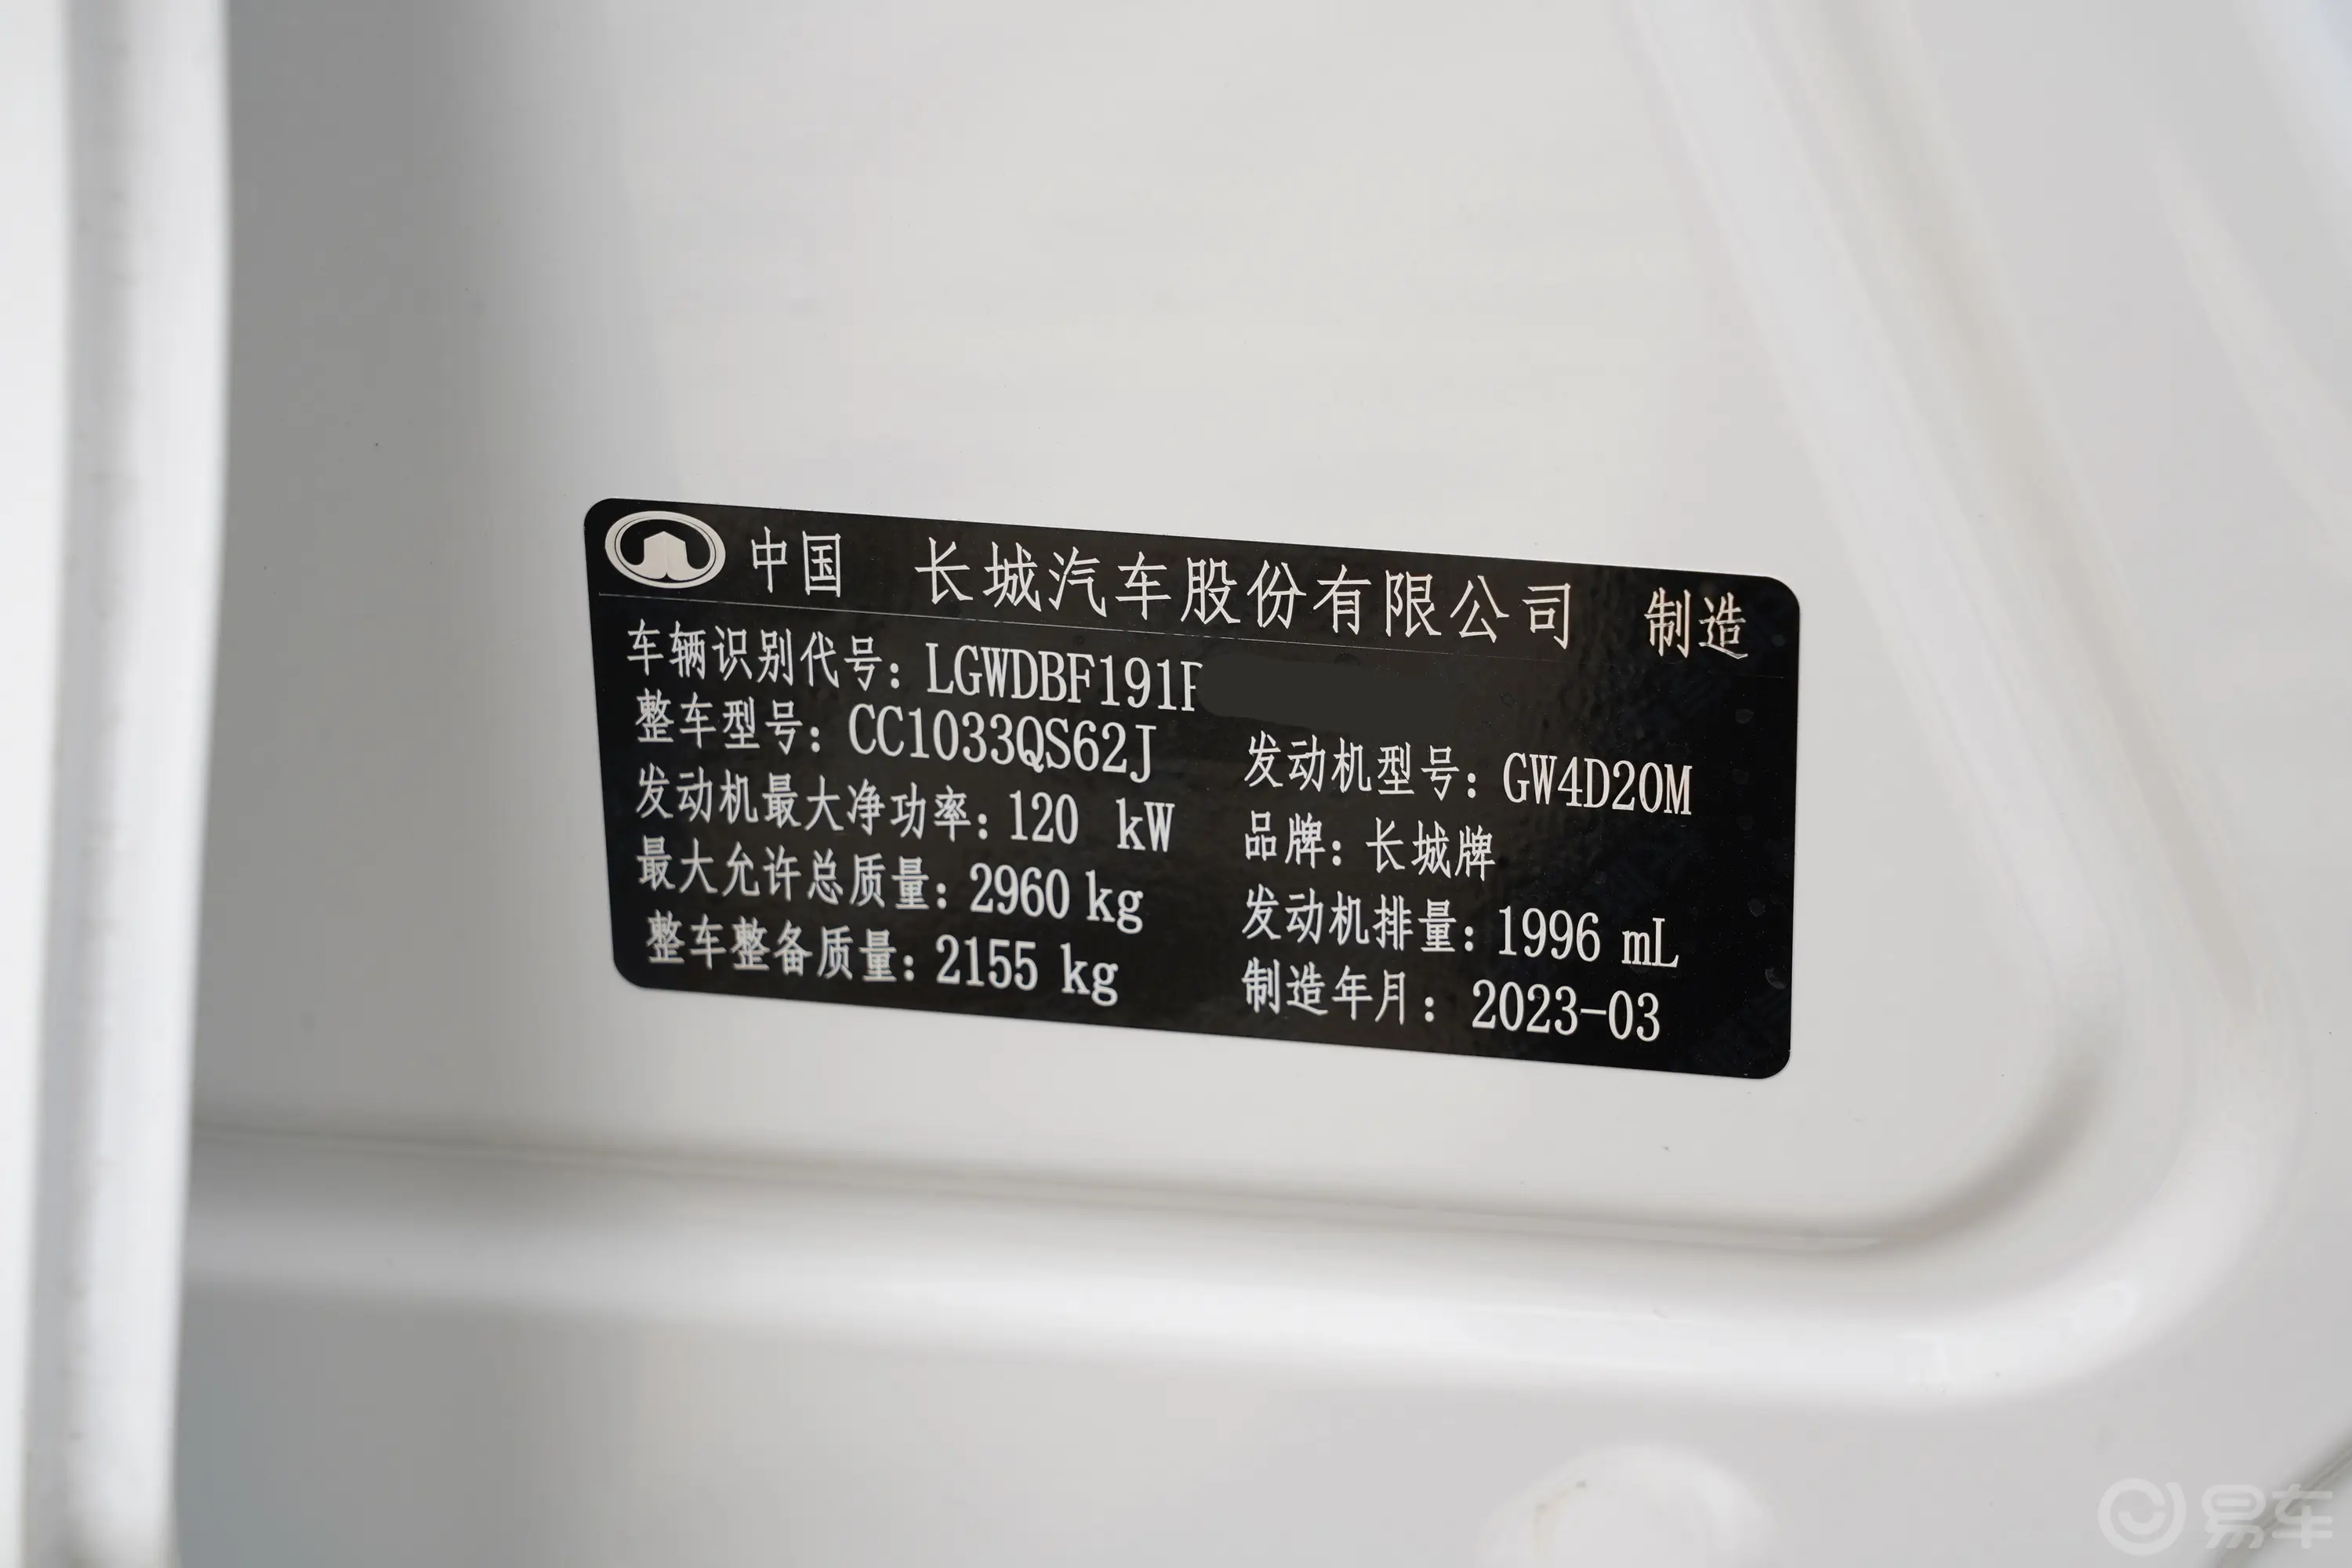 中国 长城汽车股份有限公司 制造
车辆识别代号：LGWDBF191
整车型号：CC1033QS62J 发动机型号：GW4D20M
发动机最大净功率：120 kW 品牌：长城牌
最大允许总质量：2960 kg 发动机排量：1996 mL
整车整备质量：2155 kg 制造年月：2023-03
易车